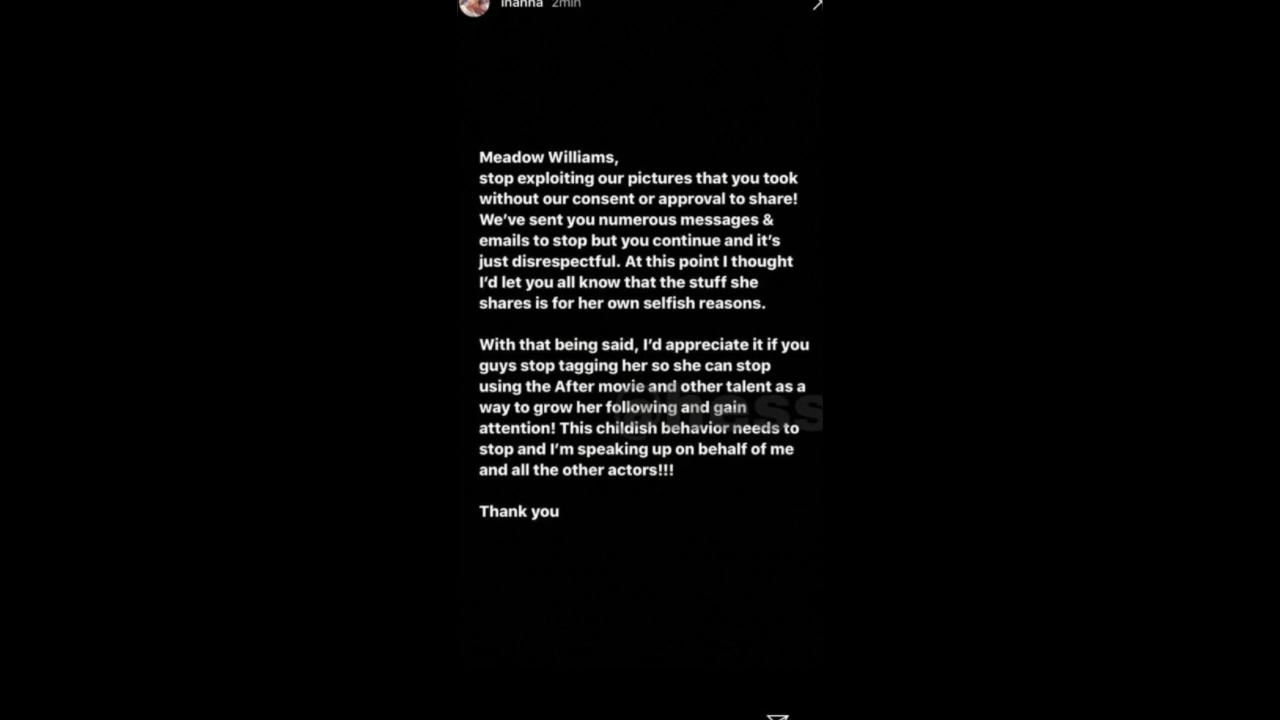 inanna 2min
Meadow Williams,
stop exploiting our pictures that you took
without our consent or approval to share!
We’ve sent you numerous messages &
emails to stop but you continue and it’s
just disrespectful. At this point I thought
I’d let you all know that the stuff she
shares is for her own selfish reasons.
With that being said, I’d appreciate it if you
guys stop tagging her so she can stop
using the After movie and other talent as a
way to grow her following and gain
attention! This childish behavior needs to
stop and I’m speaking up on behalf of me
and all the other actors!!!
Thank you
@hess